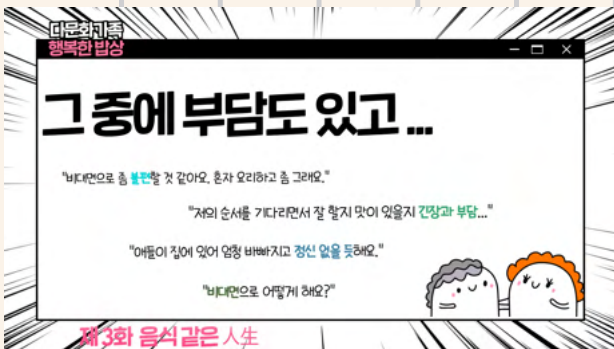 다문화가족
행복한 밥상
그 중에 부담도 있고 ...
"비대면으로 좀 불편할 것 같아요. 혼자 요리하고 좀 그래요."
"저의 순서를 기다리면서 잘 할지 맛이 있을지 긴장과 부담..."
"애들이 집에 있어 엄청 바빠지고 정신 없을 듯해요."
"비대면으로 어떻게 해요?"
제3화 음식 같은 人生